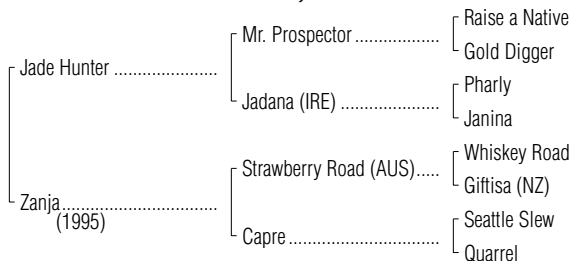 Raise a Native
Mr. Prospector ...................
Gold Digger
Jade Hunter .......................
Pharly
Jadana (IRE) ......................
Janina
Whiskey Road
Strawberry Road (AUS).....
Giftisa (NZ)
Zanja..................................
(1995)
Seattle Slew
Capre..................................
Quarrel